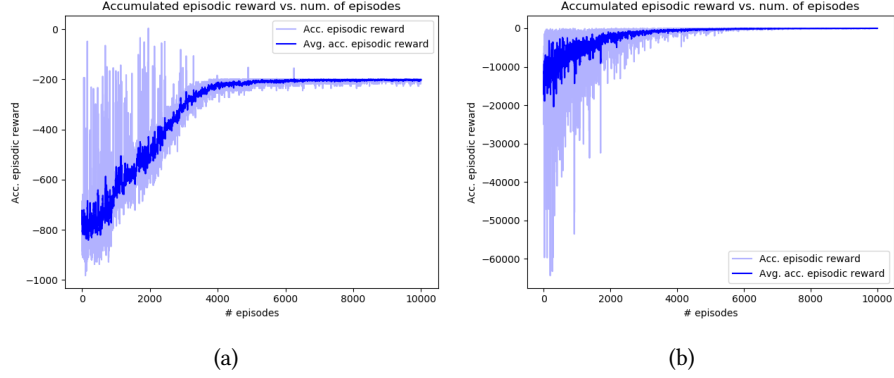 Accumulated episodic reward vs. num. of episodes
Acc. episodic reward
Avg. acc. episodic reward
0
−200
−400
−600
−800
−1000
Acc. episodic reward
0
2000
4000
6000
8000
10000
# episodes
(a)
Accumulated episodic reward vs. num. of episodes
0
−10000
−20000
−30000
−40000
−50000
−60000
Acc. episodic reward
Acc. episodic reward
Avg. acc. episodic reward
0
2000
4000
6000
8000
10000
# episodes
(b)